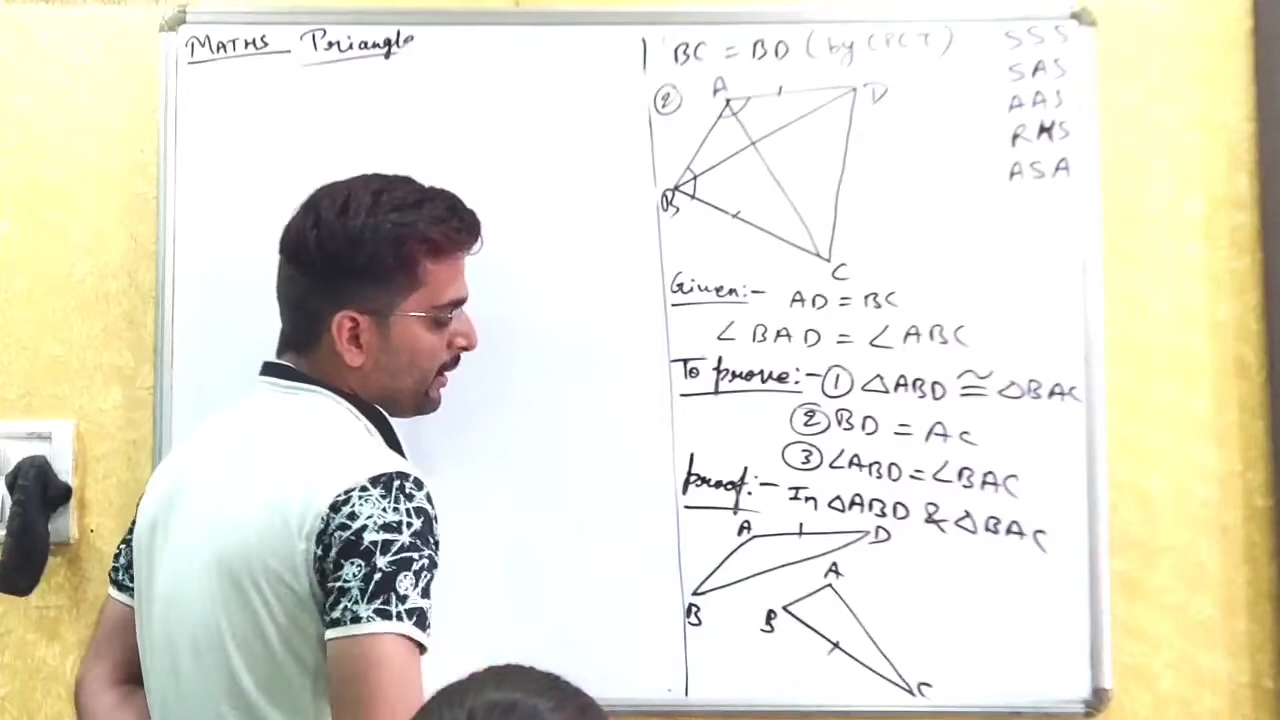 MATHS Triangle
BC = BD (by CPCT)
SSS
SAS
AAS
RHS
ASA
②
A
D
B
C
Given:- AD = BC
∠BAD = ∠ABC
To prove:- ① △ABD ≅ △BAC
② BD = AC
③ ∠ABD = ∠BAC
Proof:- In △ABD & △BAC
A
D
B
A
B
C